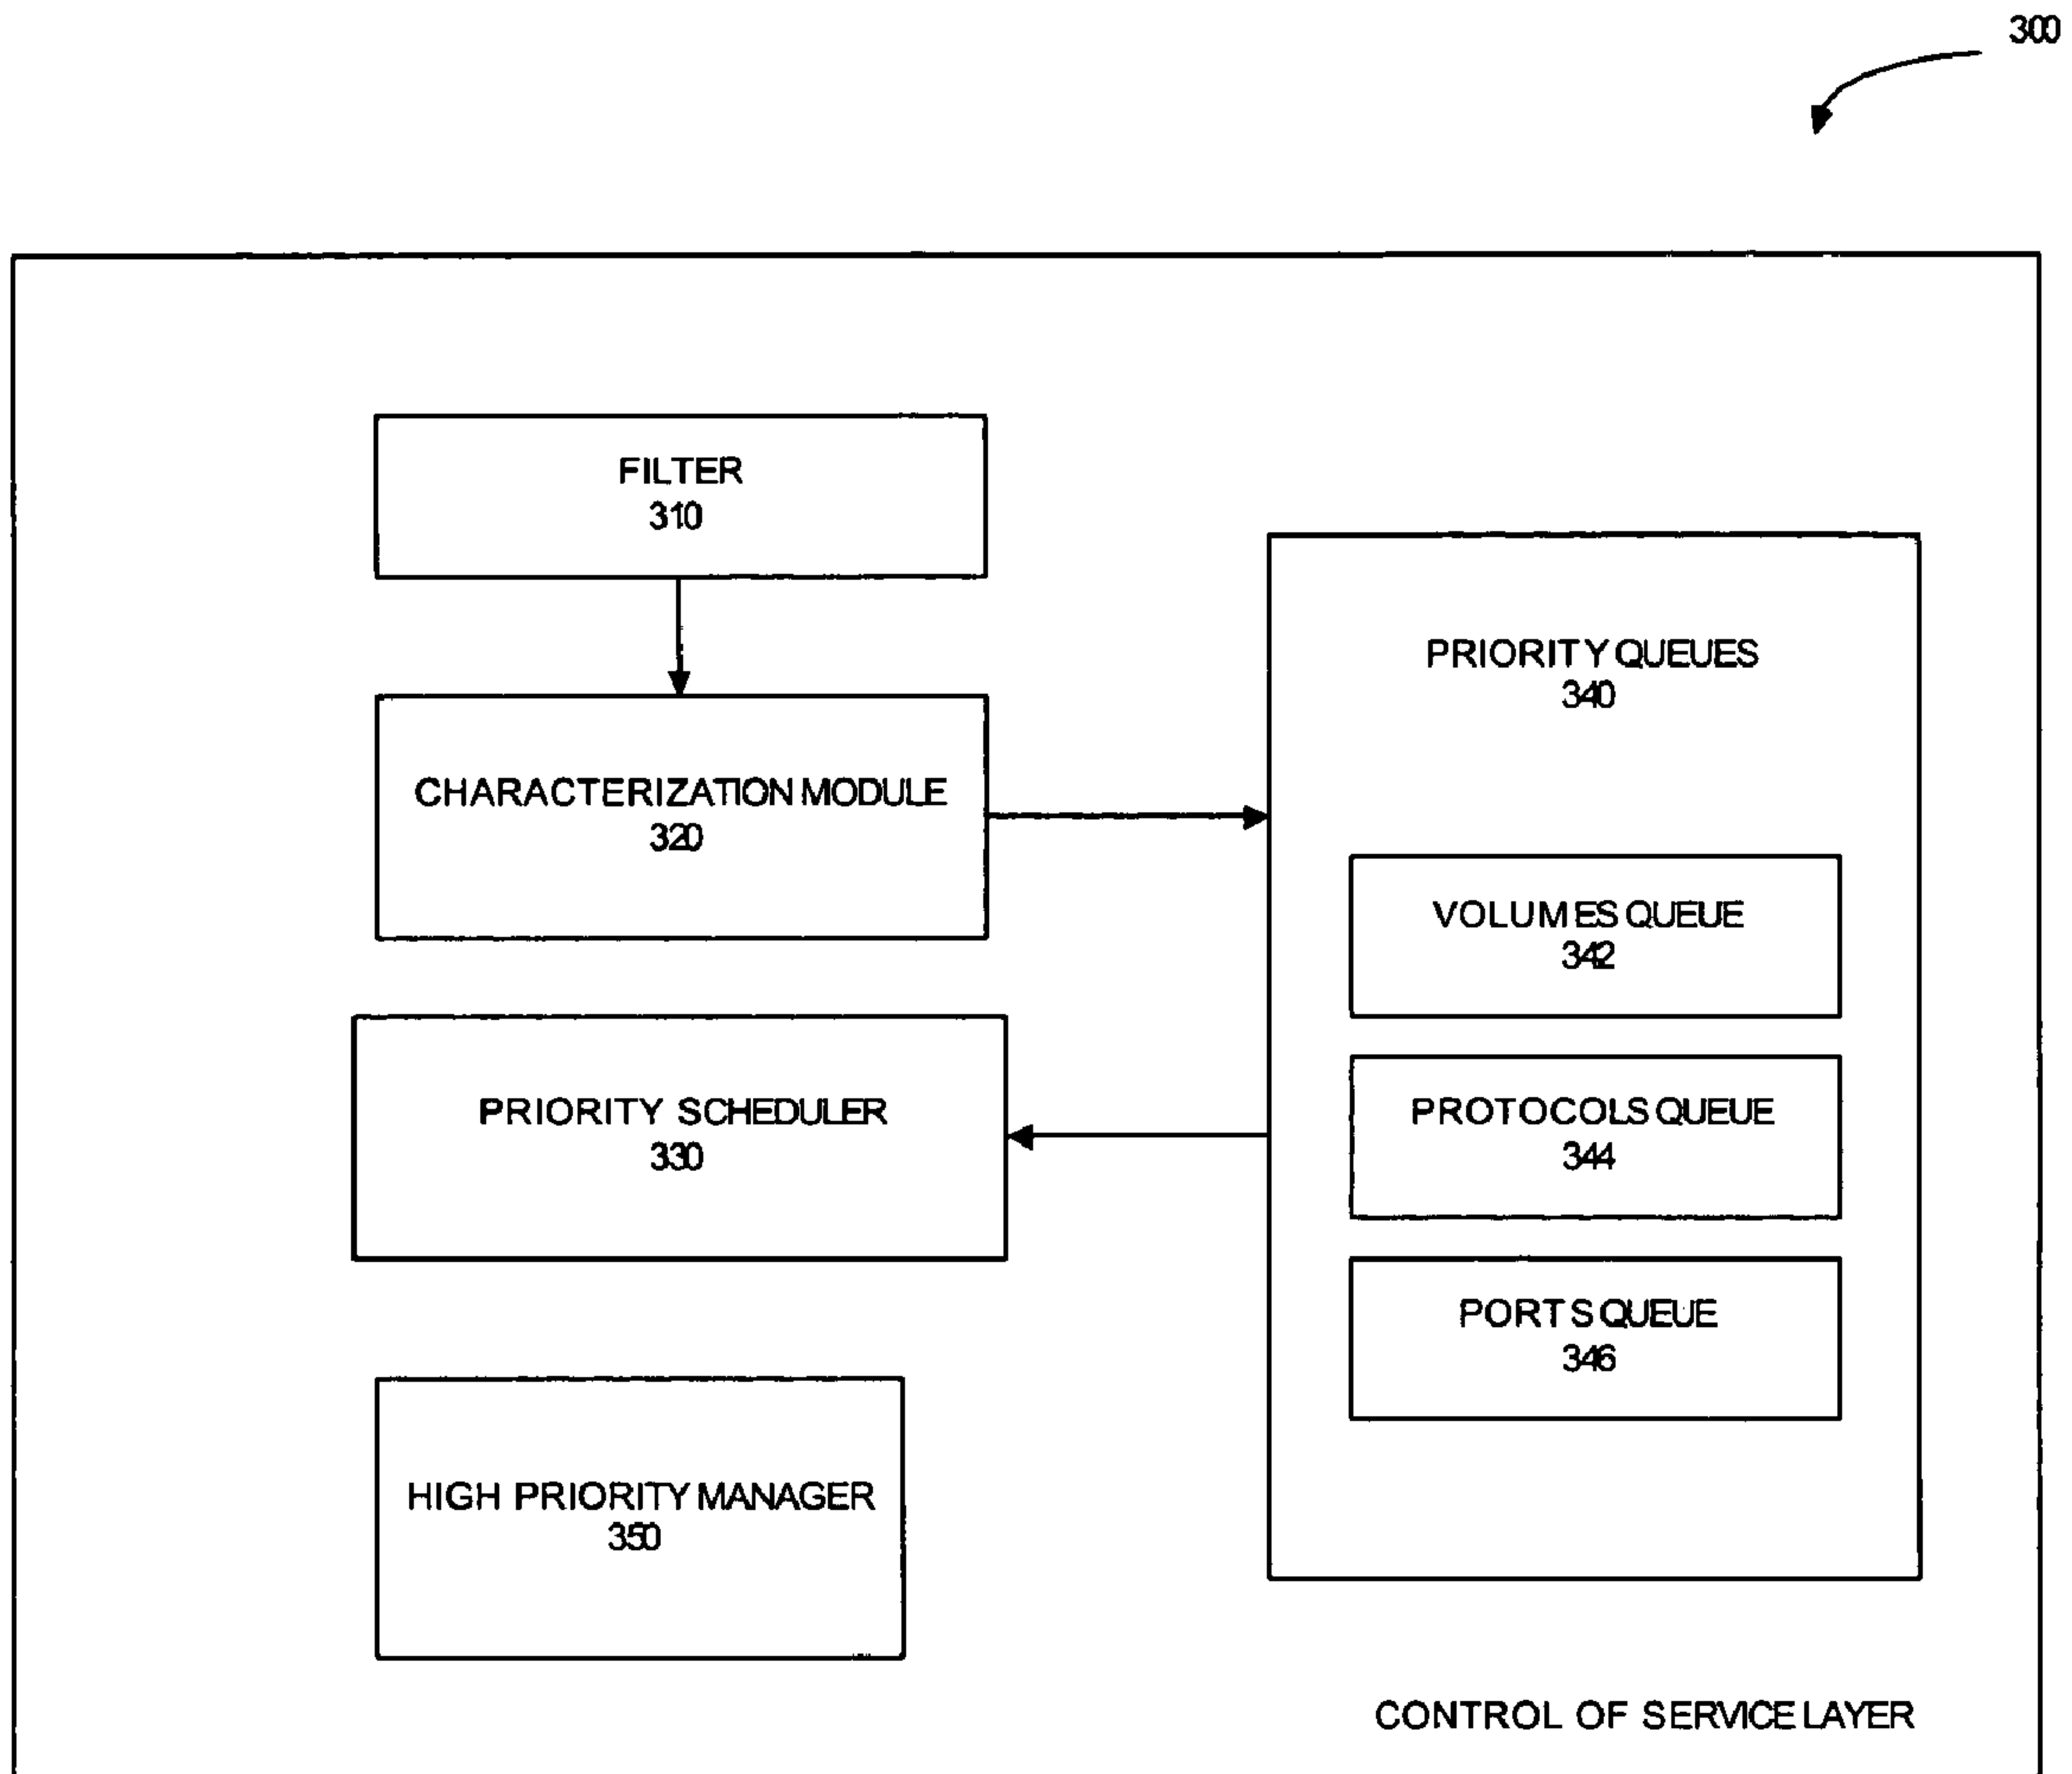 300
FILTER
310
CHARACTERIZATION MODULE
320
PRIORITY SCHEDULER
330
HIGH PRIORITY MANAGER
350
PRIORITY QUEUES
340
VOLUMES QUEUE
342
PROTOCOLS QUEUE
344
PORTS QUEUE
346
CONTROL OF SERVICE LAYER